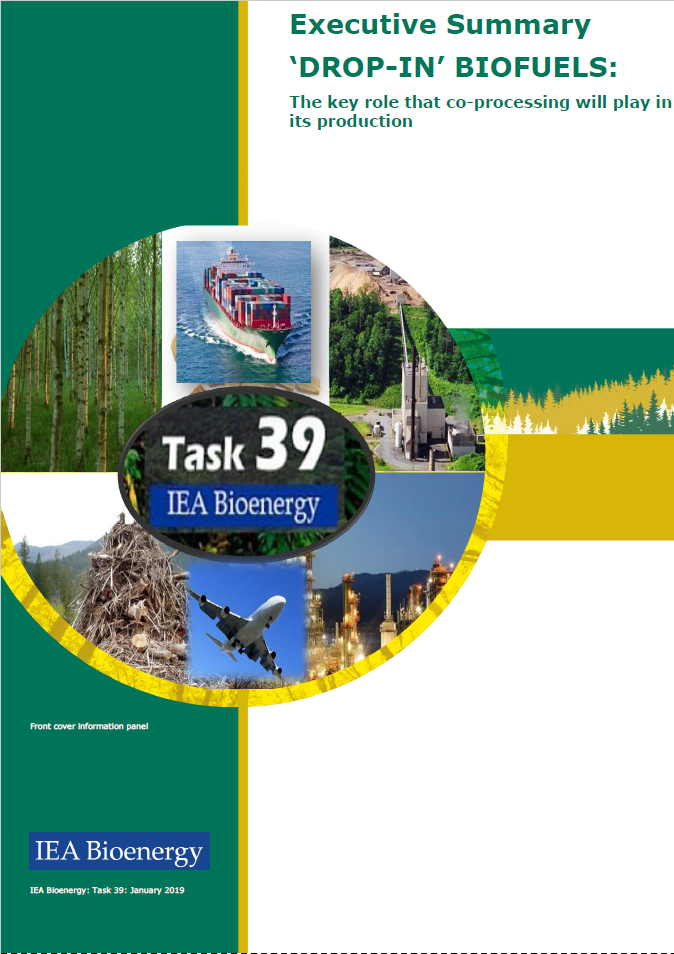 Executive Summary
‘DROP-IN’ BIOFUELS:
The key role that co-processing will play in
its production
Task 39
IEA Bioenergy
Front cover information panel
IEA Bioenergy
IEA Bioenergy: Task 39: January 2019